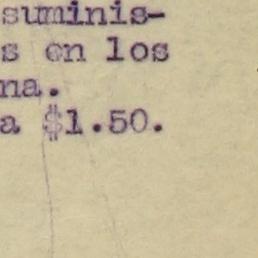 suminis-
s en los
na.
a $1.50.